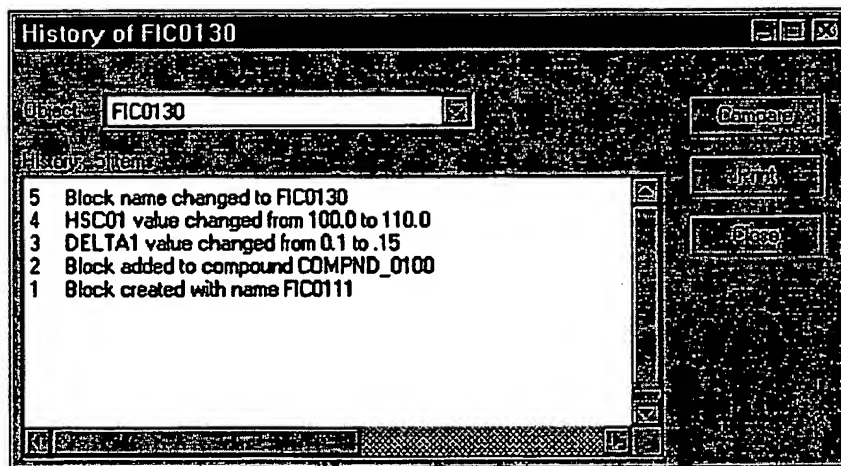 History of FIC0130
Object: FIC0130
Compare
History: 5 items
Print
5 Block name changed to FIC0130
4 HSC01 value changed from 100.0 to 110.0
Close
3 DELTA1 value changed from 0.1 to .15
2 Block added to compound COMPND_0100
1 Block created with name FIC0111